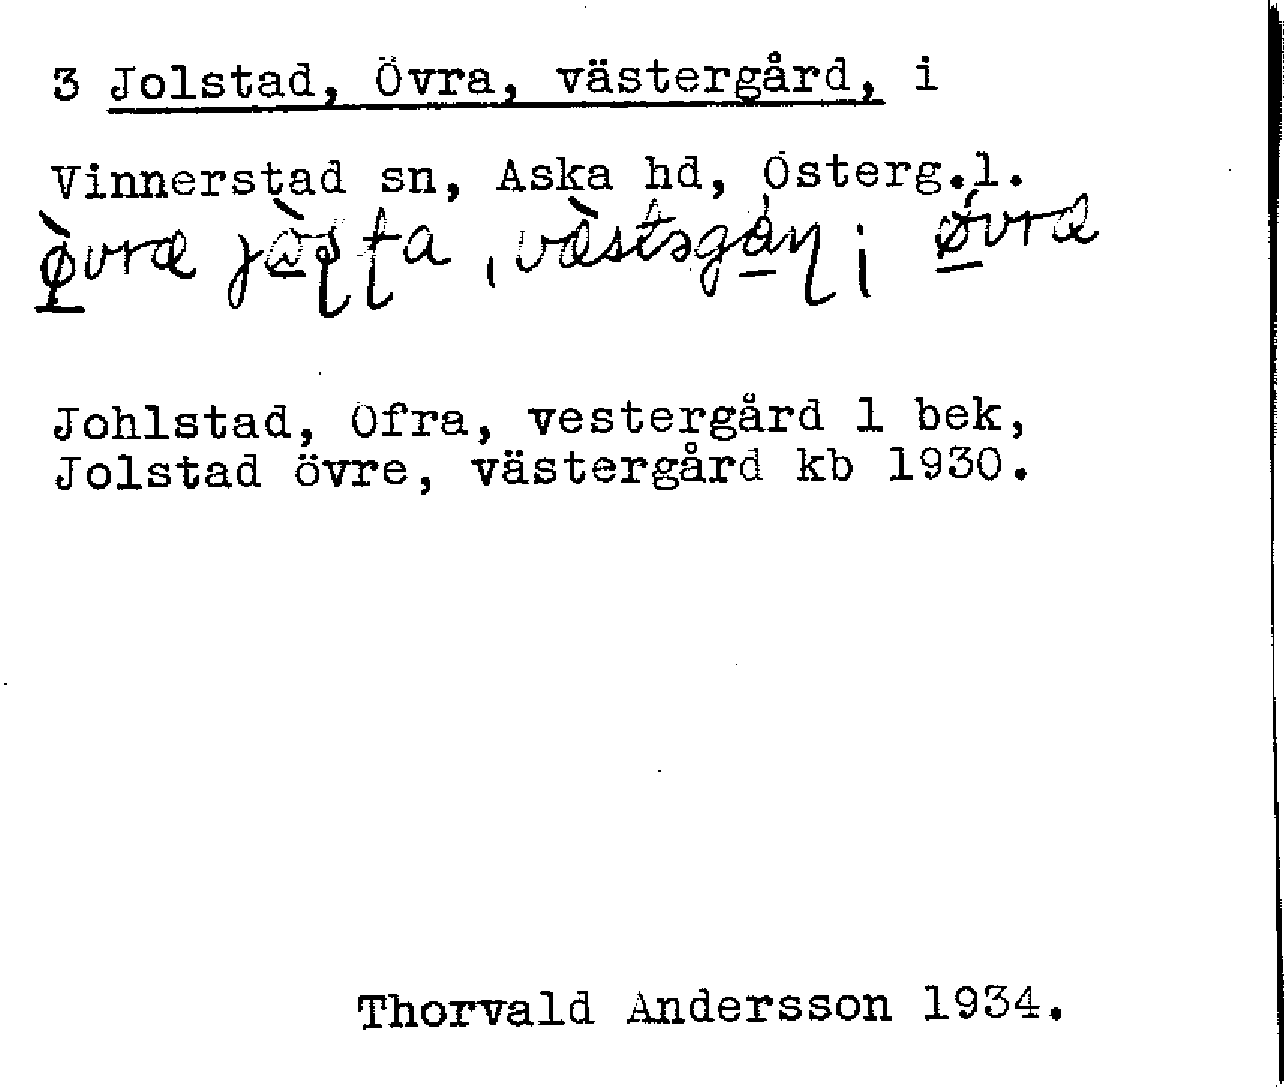 3 Jolstad, Övra, västergård, i
Vinnerstad sn, Aska hd, Österg.l.
Johlstad, Öfra, vestergård 1 bek,
Jolstad övre, västergård kb 1930.
Thorvald Andersson 1934.